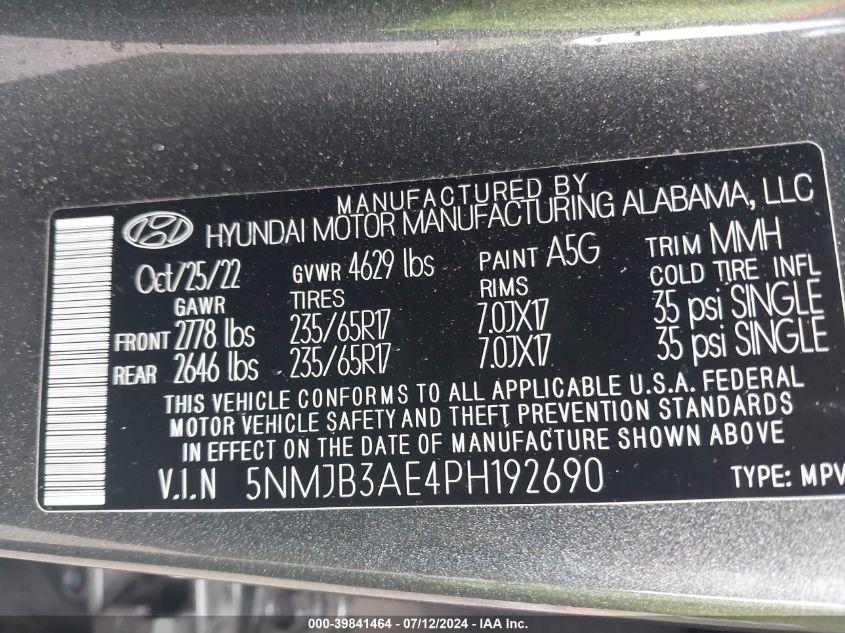 MANUFACTURED BY
HYUNDAI MOTOR MANUFACTURING ALABAMA, LLC
Oct/25/22 GVWR 4629 lbs PAINT A5G TRIM MMH
GAWR TIRES RIMS COLD TIRE INFL
FRONT 2778 lbs 235/65R17 7.0JX17 35 psi SINGLE
REAR 2646 lbs 235/65R17 7.0JX17 35 psi SINGLE
THIS VEHICLE CONFORMS TO ALL APPLICABLE U.S.A. FEDERAL
MOTOR VEHICLE SAFETY AND THEFT PREVENTION STANDARDS
IN EFFECT ON THE DATE OF MANUFACTURE SHOWN ABOVE
V.I.N 5NMJB3AE4PH192690 TYPE: MPV
000-39841464 - 07/12/2024 - IAA Inc.